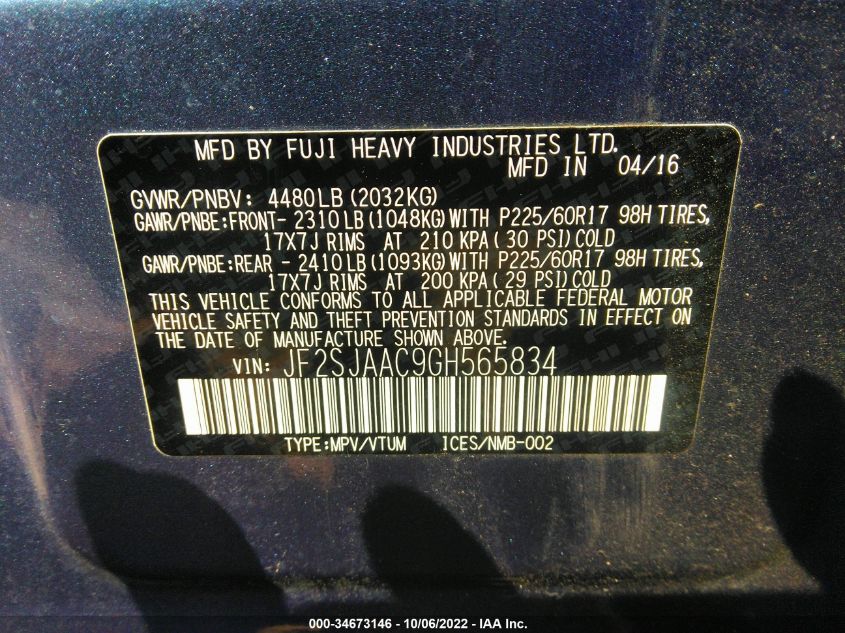 MFD BY FUJI HEAVY INDUSTRIES LTD.
MFD IN 04/16
GVWR/PNBV: 4480LB (2032KG)
GAWR/PNBE:FRONT- 2310LB (1048KG) WITH P225/60R17 98H TIRES,
17X7J RIMS AT 210 KPA ( 30 PSI) COLD
GAWR/PNBE:REAR - 2410LB (1093KG) WITH P225/60R17 98H TIRES,
17X7J RIMS AT 200 KPA ( 29 PSI) COLD
THIS VEHICLE CONFORMS TO ALL APPLICABLE FEDERAL MOTOR
VEHICLE SAFETY AND THEFT PREVENTION STANDARDS IN EFFECT ON
THE DATE OF MANUFACTURE SHOWN ABOVE.
VIN: JF2SJAAC9GH565834
TYPE:MPV/VTUM ICES/NMB-002
000-34673146 - 10/06/2022 - IAA Inc.